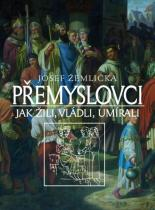 JOSEF ŽEMLIČKA
PŘEMYSLOVCI
JAK ŽILI, VLÁDLI, UMÍRALI